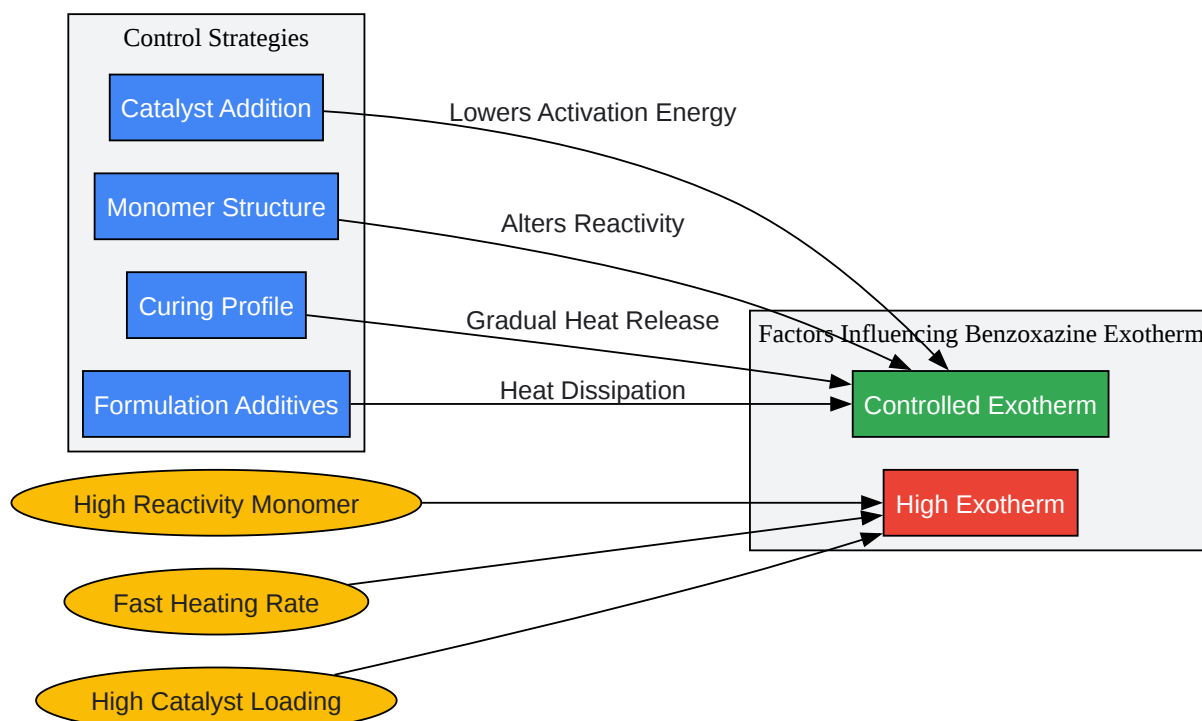 Control Strategies
Catalyst Addition
Lowers Activation Energy
Monomer Structure
Alters Reactivity
Curing Profile
Gradual Heat Release
Factors Influencing Benzoxazine Exotherm
Formulation Additives
Heat Dissipation
Controlled Exotherm
High Reactivity Monomer
High Exotherm
Fast Heating Rate
High Catalyst Loading